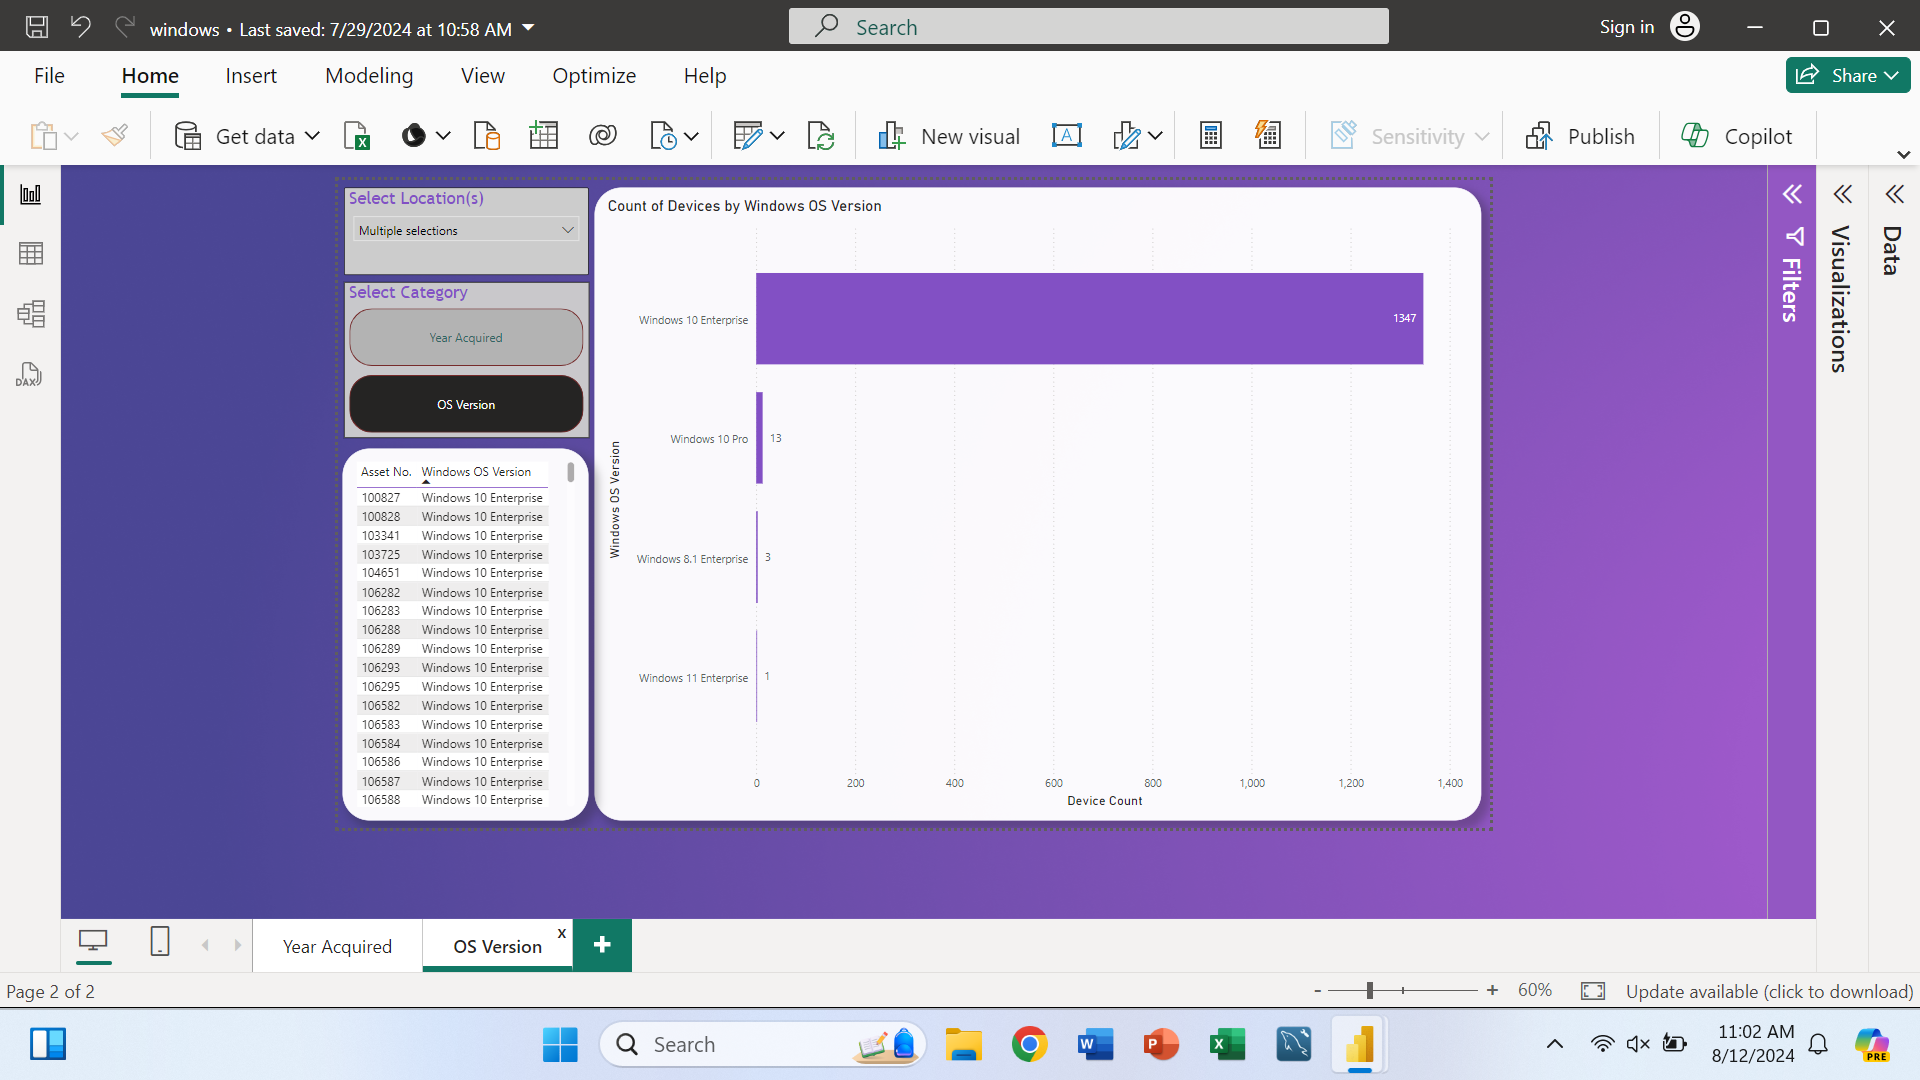 windows • Last saved: 7/29/2024 at 10:58 AM
Search
Sign in
File
Home
Insert
Modeling
View
Optimize
Help
Share
Get data
New visual
Sensitivity
Publish
Copilot
DAX
Select Location(s)
Multiple selections
Select Category
Year Acquired
OS Version
Asset No. Windows OS Version
100827 Windows 10 Enterprise
100828 Windows 10 Enterprise
103341 Windows 10 Enterprise
103725 Windows 10 Enterprise
104651 Windows 10 Enterprise
106282 Windows 10 Enterprise
106283 Windows 10 Enterprise
106288 Windows 10 Enterprise
106289 Windows 10 Enterprise
106293 Windows 10 Enterprise
106295 Windows 10 Enterprise
106582 Windows 10 Enterprise
106583 Windows 10 Enterprise
106584 Windows 10 Enterprise
106586 Windows 10 Enterprise
106587 Windows 10 Enterprise
106588 Windows 10 Enterprise
Count of Devices by Windows OS Version
Windows OS Version
Windows 10 Enterprise 1347
Windows 10 Pro 13
Windows 8.1 Enterprise 3
Windows 11 Enterprise 1
0 200 400 600 800 1,000 1,200 1,400
Device Count
Filters
Visualizations
Data
Year Acquired
OS Version
x
Page 2 of 2
60%
Update available (click to download)
Search
11:02 AM
8/12/2024
PRE